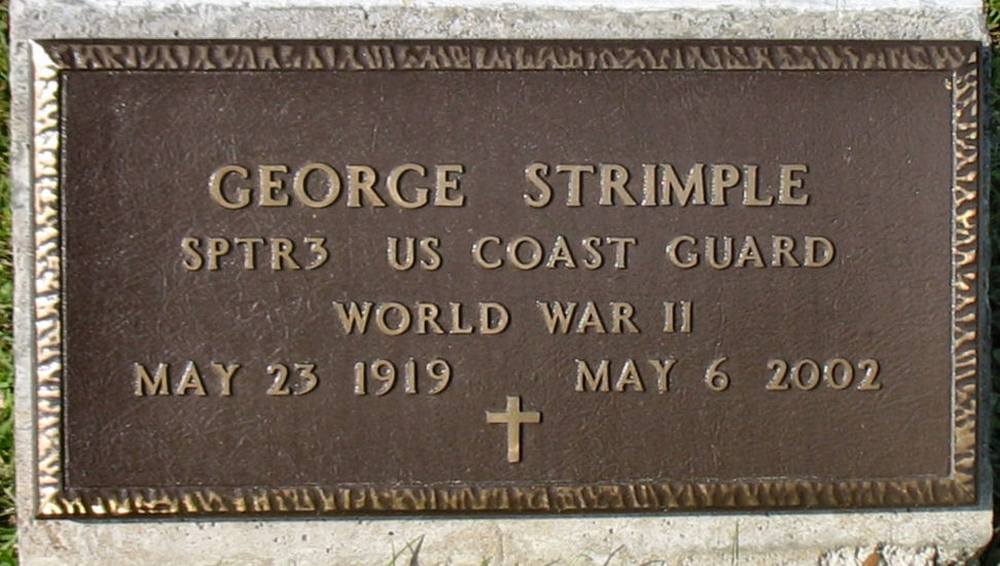 GEORGE STRIMPLE
SPTR3 US COAST GUARD
WORLD WAR II
MAY 23 1919 MAY 6 2002